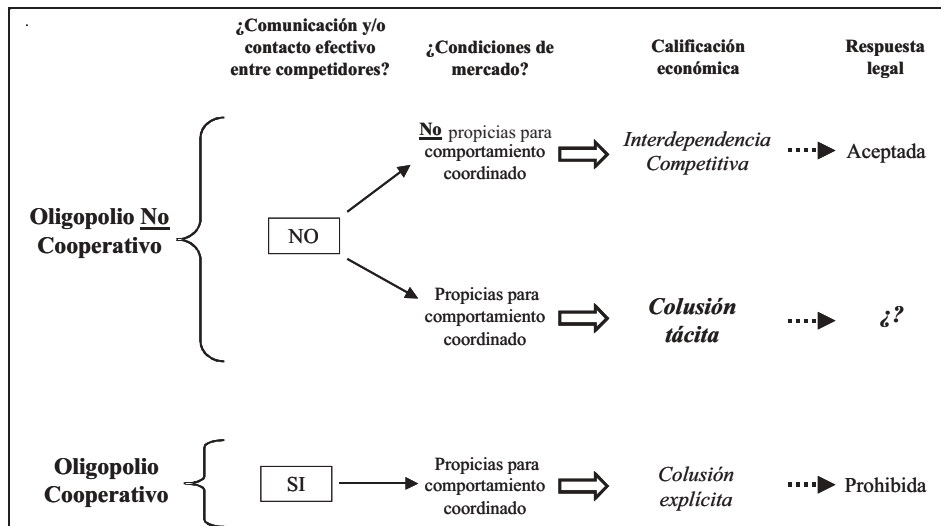 ¿Comunicación y/o
contacto efectivo
entre competidores?
¿Condiciones de
mercado?
Calificación
económica
Respuesta
legal
Oligopolio No
Cooperativo
NO
No propicias para
comportamiento
coordinado
Interdependencia
Competitiva
Aceptada
Propicias para
comportamiento
coordinado
Colusión
tácita
¿?
Oligopolio
Cooperativo
SI
Propicias para
comportamiento
coordinado
Colusión
explícita
Prohibida